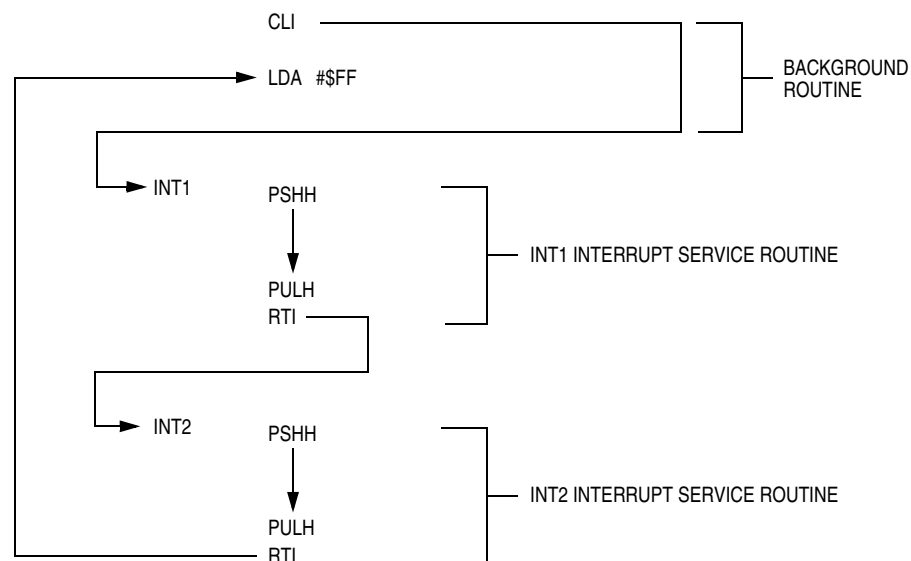 CLI
LDA #$FF
BACKGROUND
ROUTINE
INT1
PSHH
INT1 INTERRUPT SERVICE ROUTINE
PULH
RTI
INT2
PSHH
INT2 INTERRUPT SERVICE ROUTINE
PULH
RTI